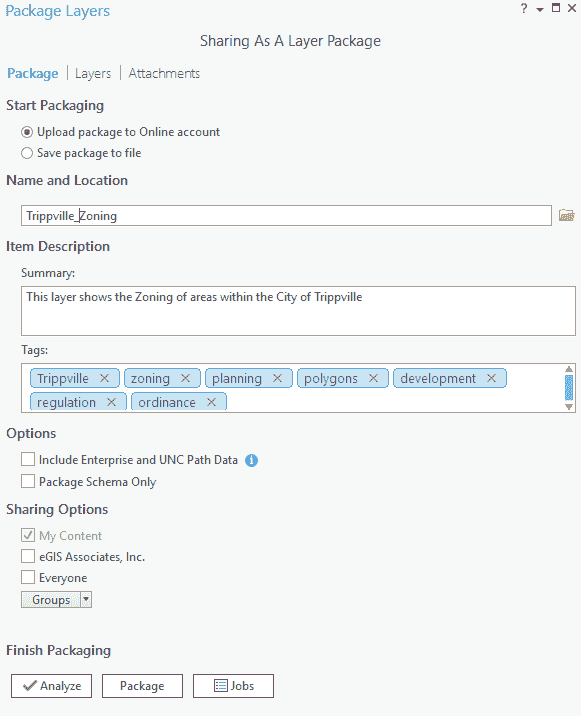 Package Layers
?
Sharing As A Layer Package
Package Layers Attachments
Start Packaging
Upload package to Online account
Save package to file
Name and Location
Trippville_Zoning
Item Description
Summary:
This layer shows the Zoning of areas within the City of Trippville
Tags:
Trippville zoning planning polygons development
regulation ordinance
Options
Include Enterprise and UNC Path Data
Package Schema Only
Sharing Options
My Content
eGIS Associates, Inc.
Everyone
Groups
Finish Packaging
Analyze Package Jobs